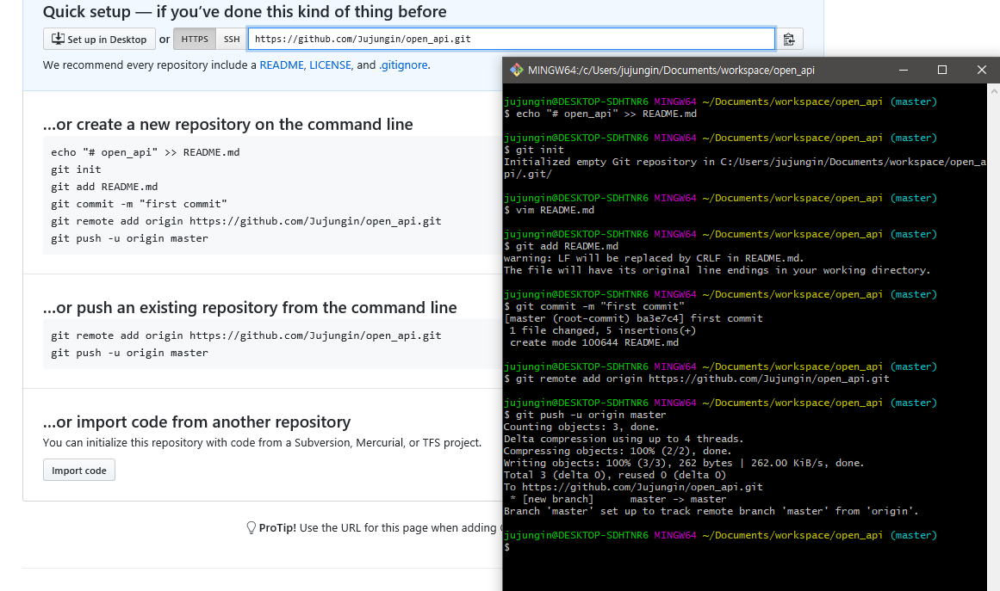 Quick setup — if you've done this kind of thing before
Set up in Desktop or HTTPS SSH https://github.com/Jujungin/open_api.git
We recommend every repository include a README, LICENSE, and .gitignore.
…or create a new repository on the command line
echo "# open_api" >> README.md
git init
git add README.md
git commit -m "first commit"
git remote add origin https://github.com/Jujungin/open_api.git
git push -u origin master
…or push an existing repository from the command line
git remote add origin https://github.com/Jujungin/open_api.git
git push -u origin master
…or import code from another repository
You can initialize this repository with code from a Subversion, Mercurial, or TFS project.
Import code
ProTip! Use the URL for this page when adding
MINGW64:/c/Users/jujungin/Documents/workspace/open_api
jujungin@DESKTOP-SDHTNR6 MINGW64 ~/Documents/workspace/open_api (master)
$ echo "# open_api" >> README.md
jujungin@DESKTOP-SDHTNR6 MINGW64 ~/Documents/workspace/open_api (master)
$ git init
Initialized empty Git repository in C:/Users/jujungin/Documents/workspace/open_a
pi/.git/
jujungin@DESKTOP-SDHTNR6 MINGW64 ~/Documents/workspace/open_api (master)
$ vim README.md
jujungin@DESKTOP-SDHTNR6 MINGW64 ~/Documents/workspace/open_api (master)
$ git add README.md
warning: LF will be replaced by CRLF in README.md.
The file will have its original line endings in your working directory.
jujungin@DESKTOP-SDHTNR6 MINGW64 ~/Documents/workspace/open_api (master)
$ git commit -m "first commit"
[master (root-commit) ba3e7c4] first commit
1 file changed, 5 insertions(+)
create mode 100644 README.md
jujungin@DESKTOP-SDHTNR6 MINGW64 ~/Documents/workspace/open_api (master)
$ git remote add origin https://github.com/Jujungin/open_api.git
jujungin@DESKTOP-SDHTNR6 MINGW64 ~/Documents/workspace/open_api (master)
$ git push -u origin master
Counting objects: 3, done.
Delta compression using up to 4 threads.
Compressing objects: 100% (2/2), done.
Writing objects: 100% (3/3), 262 bytes | 262.00 KiB/s, done.
Total 3 (delta 0), reused 0 (delta 0)
To https://github.com/Jujungin/open_api.git
* [new branch] master -> master
Branch 'master' set up to track remote branch 'master' from 'origin'.
jujungin@DESKTOP-SDHTNR6 MINGW64 ~/Documents/workspace/open_api (master)
$